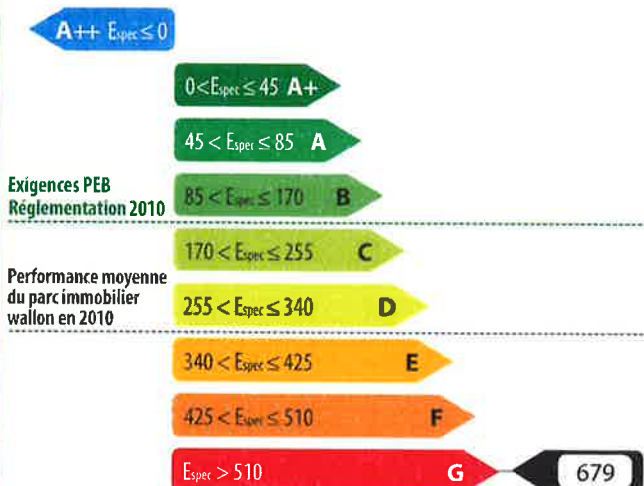 A++ Espec ≤ 0
0 < Espec ≤ 45 A+
45 < Espec ≤ 85 A
Exigences PEB
Réglementation 2010
85 < Espec ≤ 170 B
170 < Espec ≤ 255 C
Performance moyenne
du parc immobilier
wallon en 2010
255 < Espec ≤ 340 D
340 < Espec ≤ 425 E
425 < Espec ≤ 510 F
Espec > 510 G 679